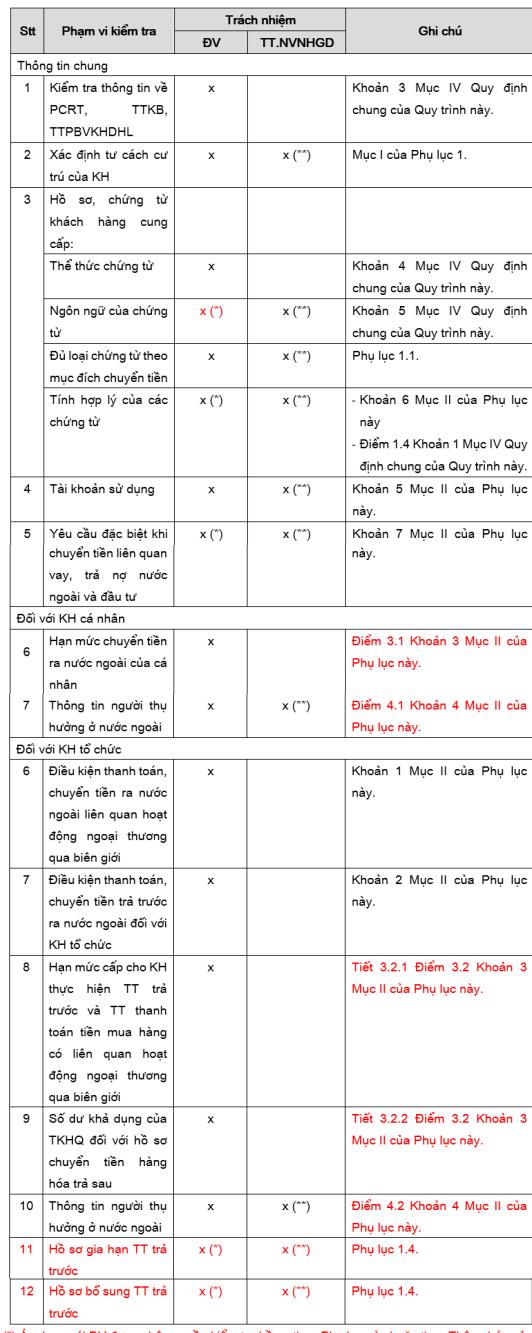 Stt
Phạm vi kiểm tra
Trách nhiệm
Ghi chú
ĐV
TT.NVNHGD
Thông tin chung
1
Kiểm tra thông tin về
PCRT, TTKB,
TTPBVKHDHL
x
Khoản 3 Mục IV Quy định
chung của Quy trình này.
2
Xác định tư cách cư
trú của KH
x
x (**)
Mục I của Phụ lục 1.
3
Hồ sơ, chứng từ
khách hàng cung
cấp:
Thể thức chứng từ
x
Khoản 4 Mục IV Quy định
chung của Quy trình này.
Ngôn ngữ của chứng
từ
x (*)
x (**)
Khoản 5 Mục IV Quy định
chung của Quy trình này.
Đủ loại chứng từ theo
mục đích chuyển tiền
x
x (**)
Phụ lục 1.1.
Tính hợp lý của các
chứng từ
x (*)
x (**)
- Khoản 6 Mục II của Phụ lục
này
- Điểm 1.4 Khoản 1 Mục IV Quy
định chung của Quy trình này.
4
Tài khoản sử dụng
x
x (**)
Khoản 5 Mục II của Phụ lục
này.
5
Yêu cầu đặc biệt khi
chuyển tiền liên quan
vay, trả nợ nước
ngoài và đầu tư
x (*)
x (**)
Khoản 7 Mục II của Phụ lục
này.
Đối với KH cá nhân
6
Hạn mức chuyển tiền
ra nước ngoài của cá
nhân
x
Điểm 3.1 Khoản 3 Mục II của
Phụ lục này.
7
Thông tin người thụ
hưởng ở nước ngoài
x
x (**)
Điểm 4.1 Khoản 4 Mục II của
Phụ lục này.
Đối với KH tổ chức
6
Điều kiện thanh toán,
chuyển tiền ra nước
ngoài liên quan hoạt
động ngoại thương
qua biên giới
x
Khoản 1 Mục II của Phụ lục
này.
7
Điều kiện thanh toán,
chuyển tiền trả trước
ra nước ngoài đối với
KH tổ chức
x
Khoản 2 Mục II của Phụ lục
này.
8
Hạn mức cấp cho KH
thực hiện TT trả
trước và TT thanh
toán tiền mua hàng
có liên quan hoạt
động ngoại thương
qua biên giới
x
Tiết 3.2.1 Điểm 3.2 Khoản 3
Mục II của Phụ lục này.
9
Số dư khả dụng của
TKHQ đối với hồ sơ
chuyển tiền hàng
hóa trả sau
x
Tiết 3.2.2 Điểm 3.2 Khoản 3
Mục II của Phụ lục này.
10
Thông tin người thụ
hưởng ở nước ngoài
x
x (**)
Điểm 4.2 Khoản 4 Mục II của
Phụ lục này.
11
Hồ sơ gia hạn TT trả
trước
x (*)
x (**)
Phụ lục 1.4.
12
Hồ sơ bổ sung TT trả
trước
x (*)
x (**)
Phụ lục 1.4.